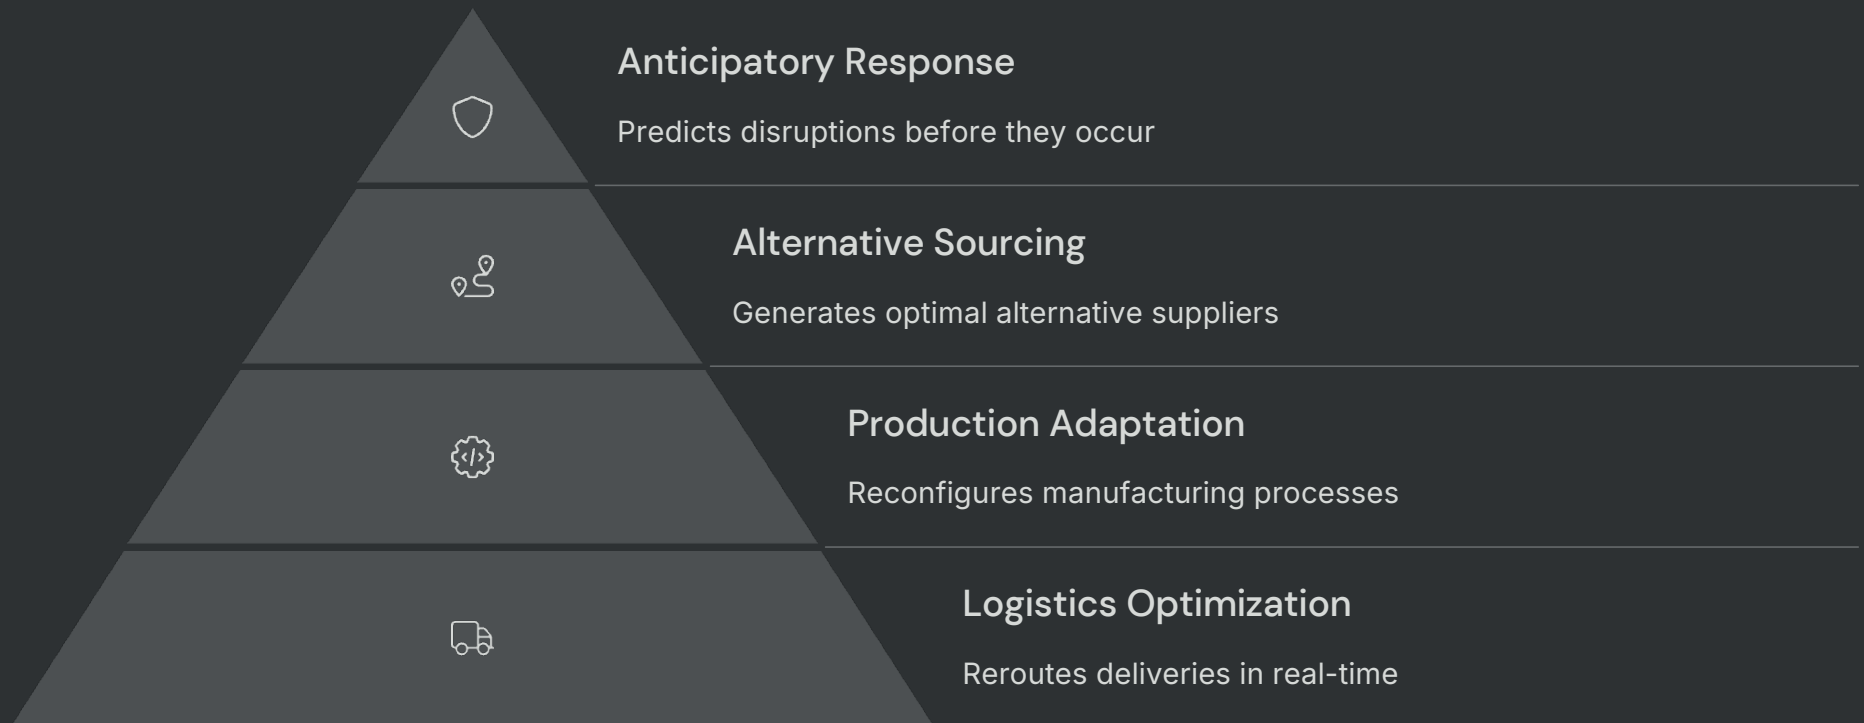 Anticipatory Response
Predicts disruptions before they occur
Alternative Sourcing
Generates optimal alternative suppliers
Production Adaptation
Reconfigures manufacturing processes
Logistics Optimization
Reroutes deliveries in real-time